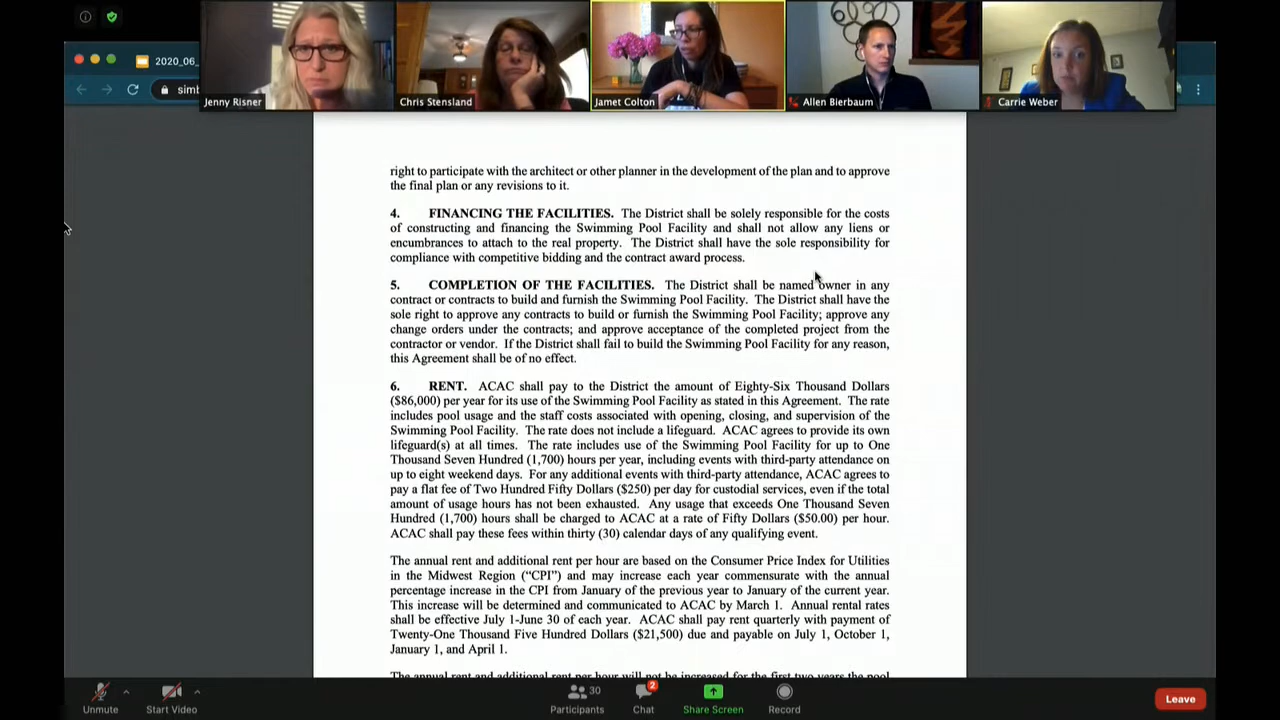 2020_06_
simb
Jenny Risner
Chris Stensland
Jamet Colton
Allen Bierbaum
Carrie Weber
right to participate with the architect or other planner in the development of the plan and to approve
the final plan or any revisions to it.
4. FINANCING THE FACILITIES. The District shall be solely responsible for the costs
of constructing and financing the Swimming Pool Facility and shall not allow any liens or
encumbrances to attach to the real property. The District shall have the sole responsibility for
compliance with competitive bidding and the contract award process.
5. COMPLETION OF THE FACILITIES. The District shall be named owner in any
contract or contracts to build and furnish the Swimming Pool Facility. The District shall have the
sole right to approve any contracts to build or furnish the Swimming Pool Facility; approve any
change orders under the contracts; and approve acceptance of the completed project from the
contractor or vendor. If the District shall fail to build the Swimming Pool Facility for any reason,
this Agreement shall be of no effect.
6. RENT. ACAC shall pay to the District the amount of Eighty-Six Thousand Dollars
($86,000) per year for its use of the Swimming Pool Facility as stated in this Agreement. The rate
includes pool usage and the staff costs associated with opening, closing, and supervision of the
Swimming Pool Facility. The rate does not include a lifeguard. ACAC agrees to provide its own
lifeguard(s) at all times. The rate includes use of the Swimming Pool Facility for up to One
Thousand Seven Hundred (1,700) hours per year, including events with third-party attendance on
up to eight weekend days. For any additional events with third-party attendance, ACAC agrees to
pay a flat fee of Two Hundred Fifty Dollars ($250) per day for custodial services, even if the total
amount of usage hours has not been exhausted. Any usage that exceeds One Thousand Seven
Hundred (1,700) hours shall be charged to ACAC at a rate of Fifty Dollars ($50.00) per hour.
ACAC shall pay these fees within thirty (30) calendar days of any qualifying event.
The annual rent and additional rent per hour are based on the Consumer Price Index for Utilities
in the Midwest Region (“CPI”) and may increase each year commensurate with the annual
percentage increase in the CPI from January of the previous year to January of the current year.
This increase will be determined and communicated to ACAC by March 1. Annual rental rates
shall be effective July 1-June 30 of each year. ACAC shall pay rent quarterly with payment of
Twenty-One Thousand Five Hundred Dollars ($21,500) due and payable on July 1, October 1,
January 1, and April 1.
The annual rent and additional rent per hour will not be increased for the first two years the pool
Unmute
Start Video
30
Participants
2
Chat
Share Screen
Record
Leave